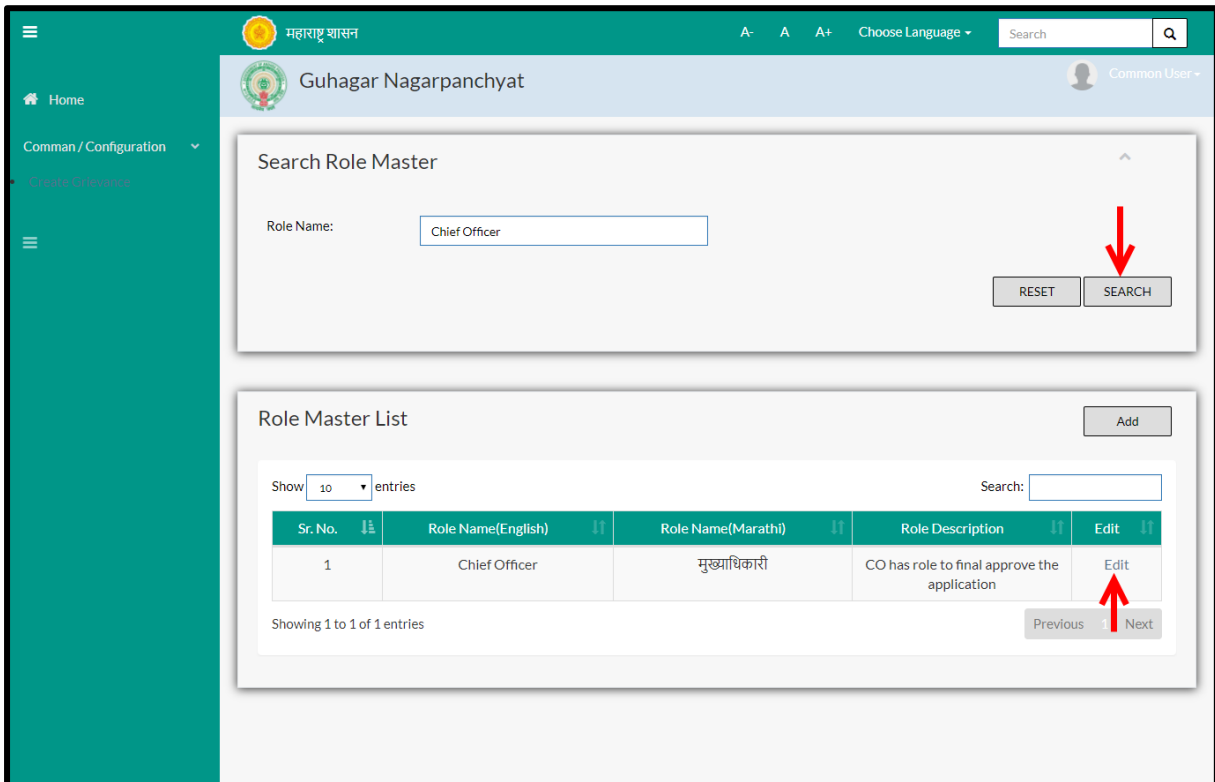 महाराष्ट्र शासन
A- A A+ Choose Language Search
Guhagar Nagarpanchyat
Common User
Home
Comman / Configuration
Create Grievance
Search Role Master
Role Name: Chief Officer
RESET SEARCH
Role Master List
Add
Show 10 entries Search:
Sr. No. Role Name(English) Role Name(Marathi) Role Description Edit
1 Chief Officer मुख्याधिकारी CO has role to final approve the Edit
application
Showing 1 to 1 of 1 entries
Previous 1 Next